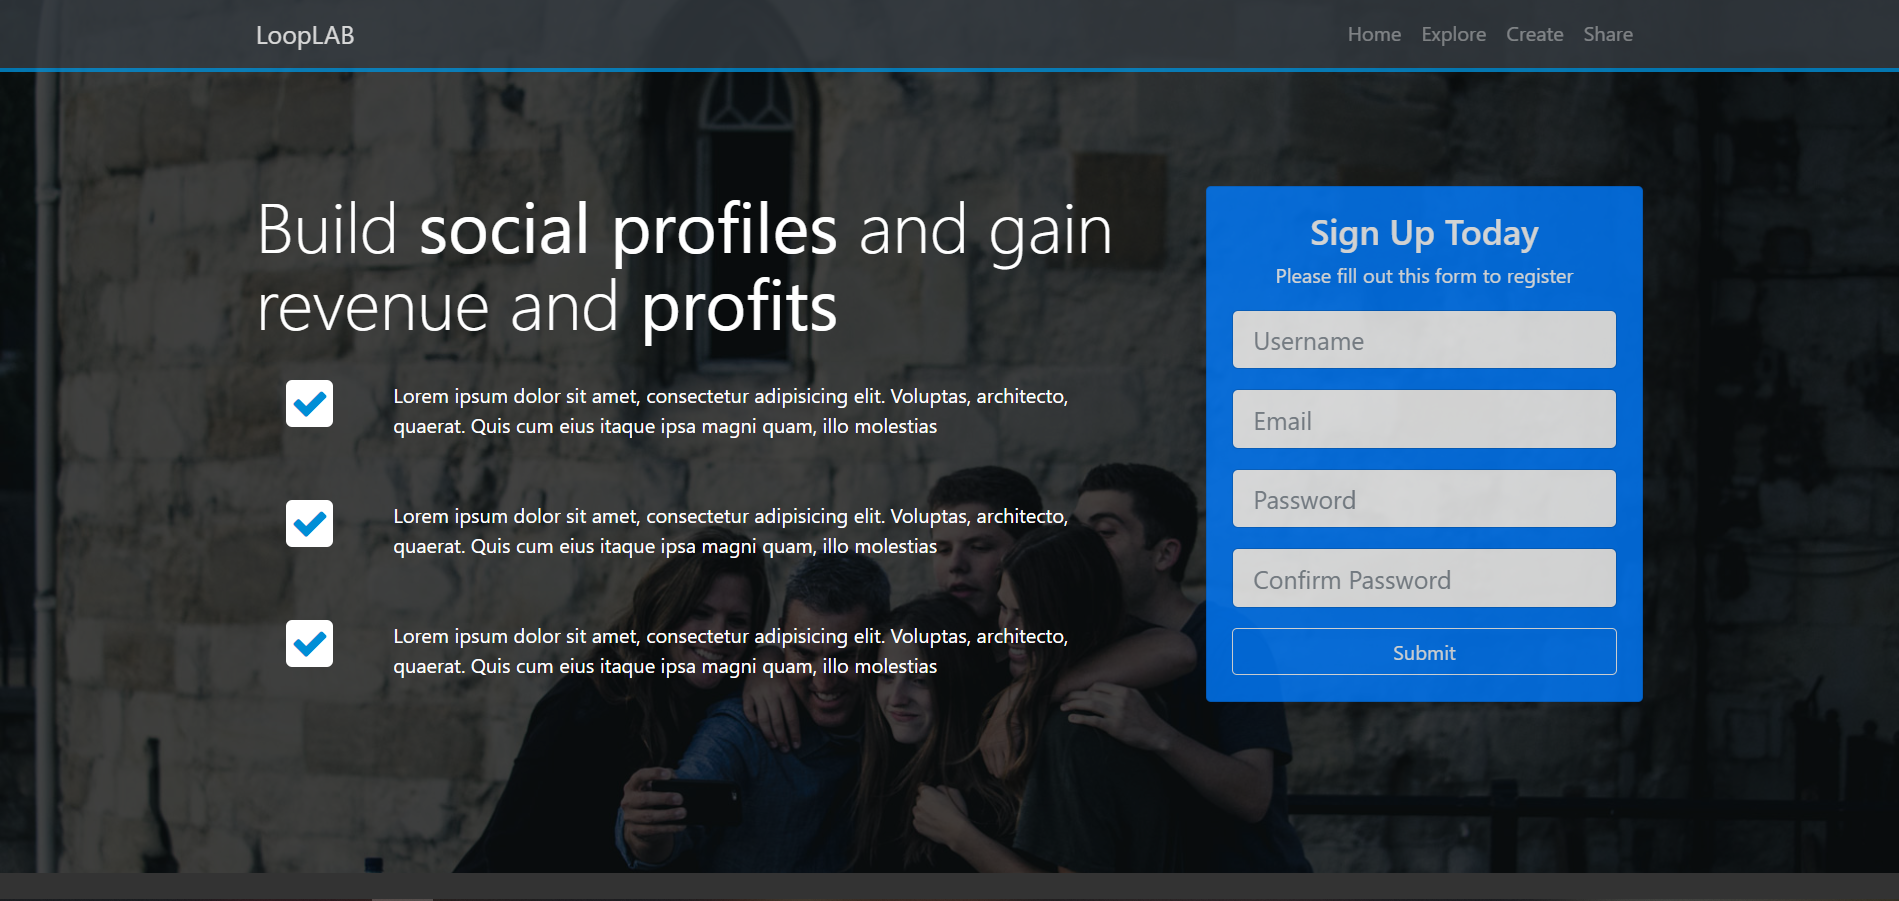 LoopLAB
Home Explore Create Share
Build social profiles and gain
revenue and profits
Lorem ipsum dolor sit amet, consectetur adipisicing elit. Voluptas, architecto,
quaerat. Quis cum eius itaque ipsa magni quam, illo molestias
Lorem ipsum dolor sit amet, consectetur adipisicing elit. Voluptas, architecto,
quaerat. Quis cum eius itaque ipsa magni quam, illo molestias
Lorem ipsum dolor sit amet, consectetur adipisicing elit. Voluptas, architecto,
quaerat. Quis cum eius itaque ipsa magni quam, illo molestias
Sign Up Today
Please fill out this form to register
Username
Email
Password
Confirm Password
Submit